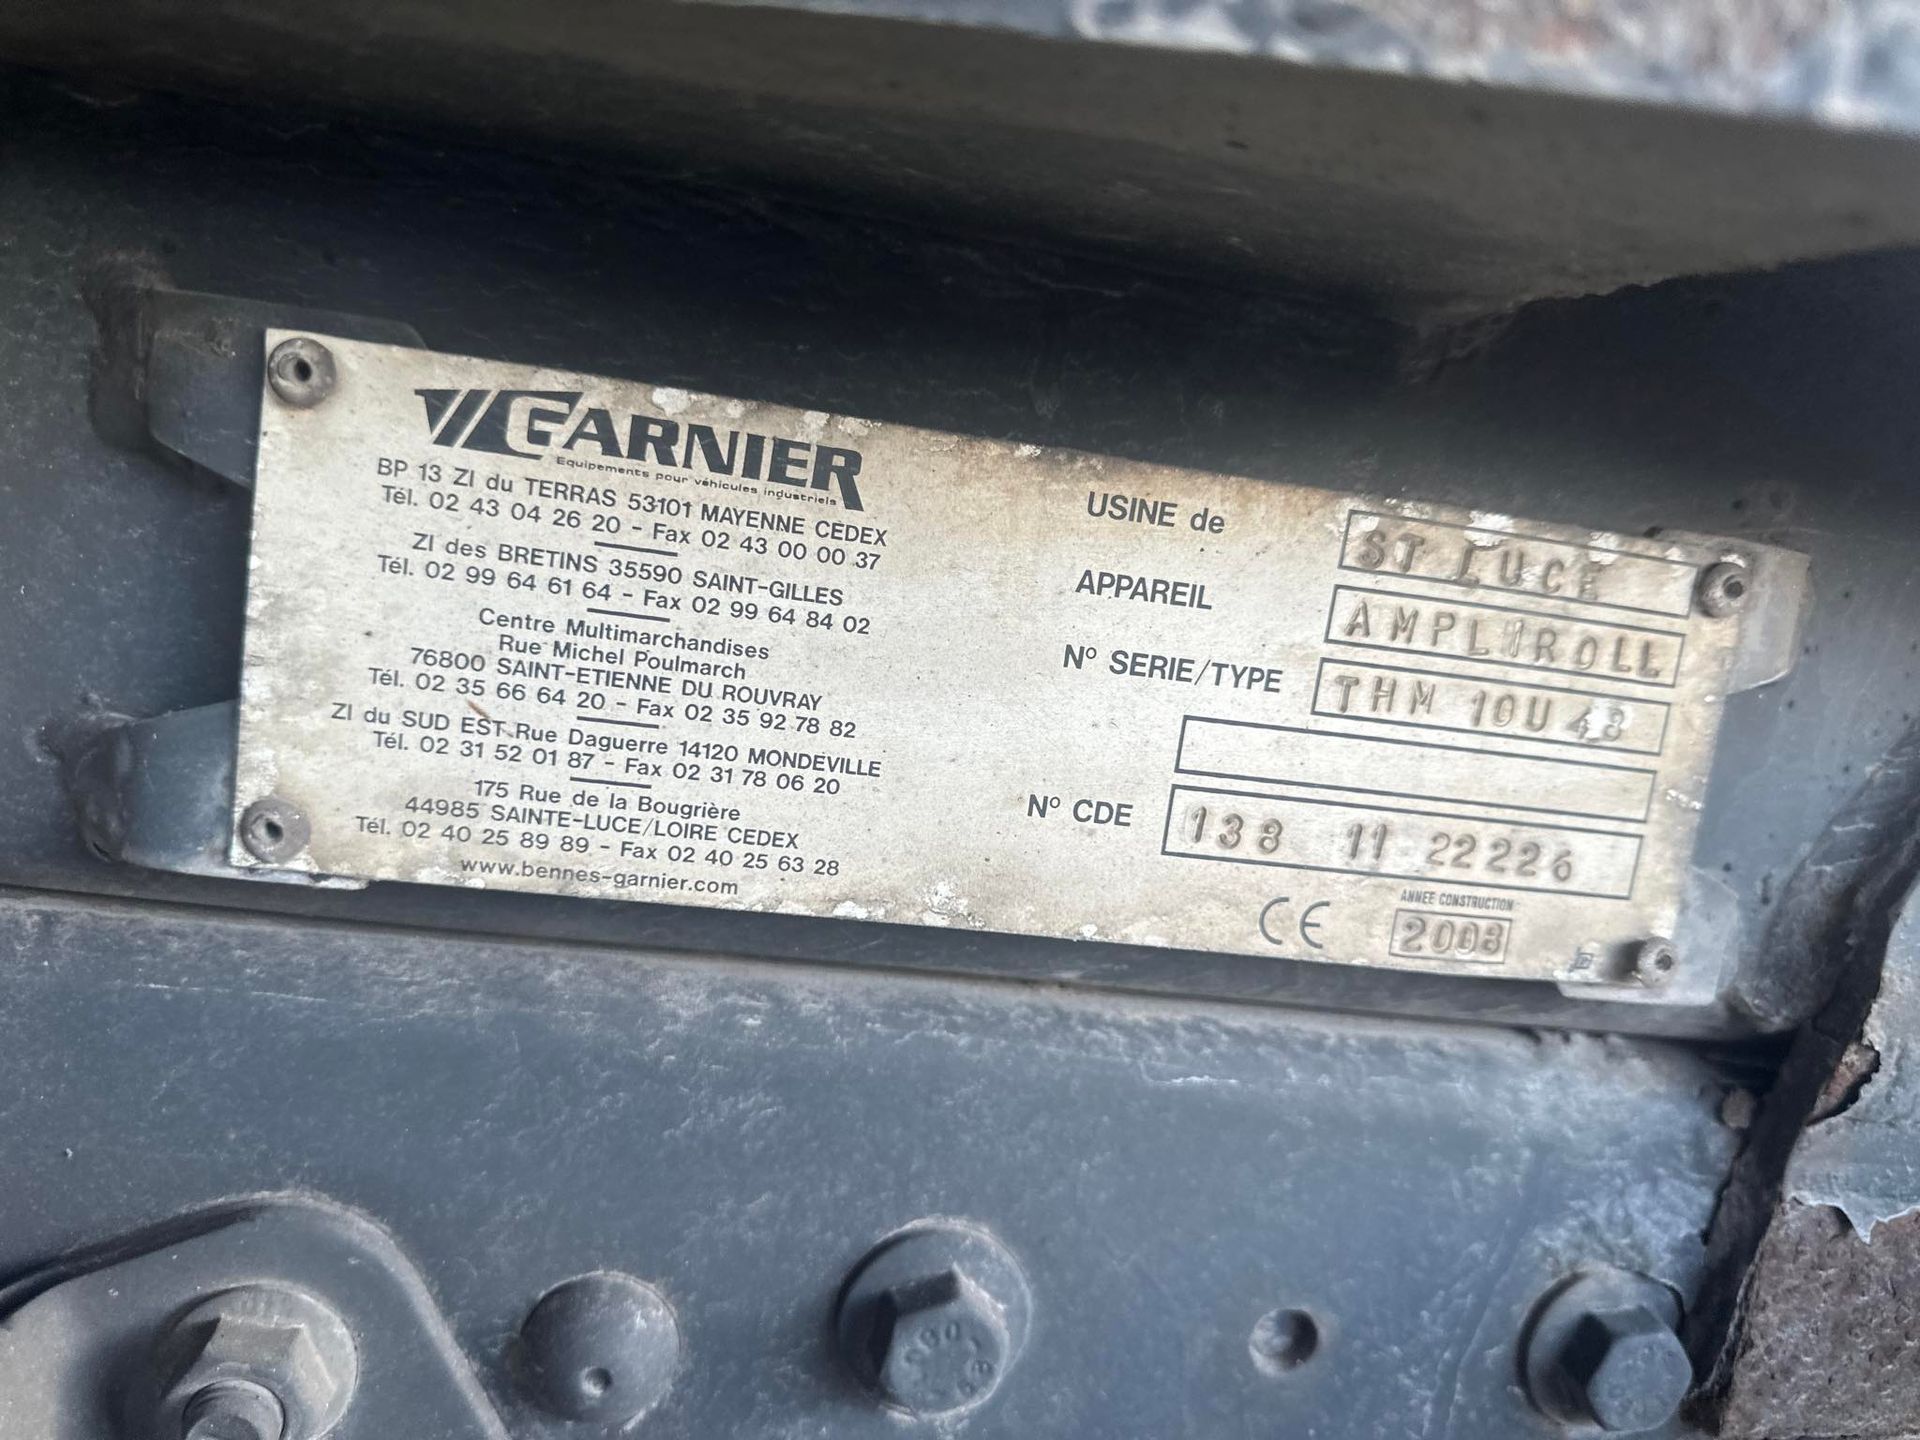 GARNIER
Equipements pour véhicules industriels
BP 13 ZI du TERRAS 53101 MAYENNE CEDEX
Tél. 02 43 04 26 20 - Fax 02 43 00 00 37
ZI des BRETINS 35590 SAINT-GILLES
Tél. 02 99 64 61 64 - Fax 02 99 64 84 02
Centre Multimarchandises
Rue Michel Poulmarch
76800 SAINT-ETIENNE DU ROUVRAY
Tél. 02 35 66 64 20 - Fax 02 35 92 78 82
ZI du SUD EST Rue Daguerre 14120 MONDEVILLE
Tél. 02 31 52 01 87 - Fax 02 31 78 06 20
175 Rue de la Bougrière
44985 SAINTE-LUCE/LOIRE CEDEX
Tél. 02 40 25 89 89 - Fax 02 40 25 63 28
www.bennes-garnier.com
USINE de ST LUCE
APPAREIL AMPLIROLL
N° SERIE/TYPE THM 10U48
N° CDE 138 11 22226
CE
ANNEE CONSTRUCTION
2008